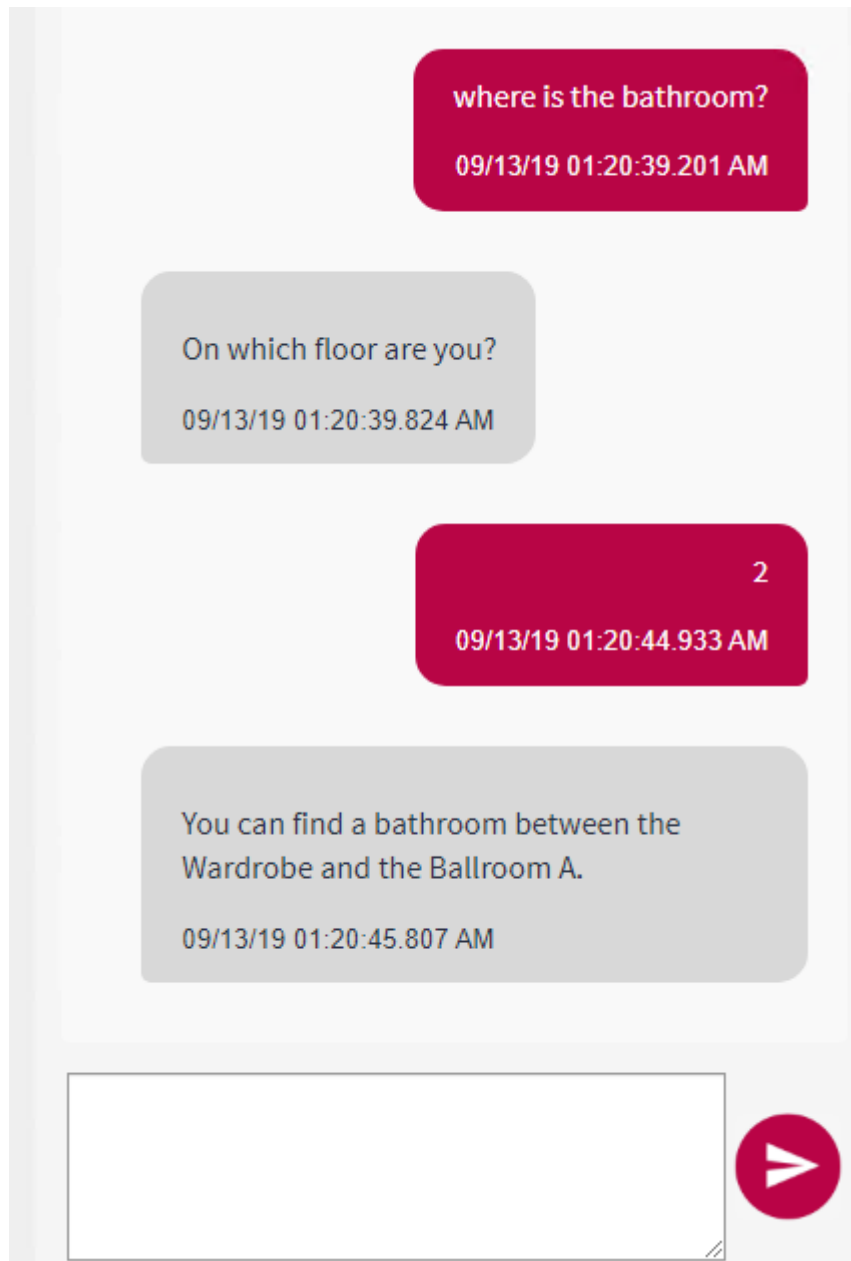 where is the bathroom?
09/13/19 01:20:39.201 AM
On which floor are you?
09/13/19 01:20:39.824 AM
2
09/13/19 01:20:44.933 AM
You can find a bathroom between the
Wardrobe and the Ballroom A.
09/13/19 01:20:45.807 AM